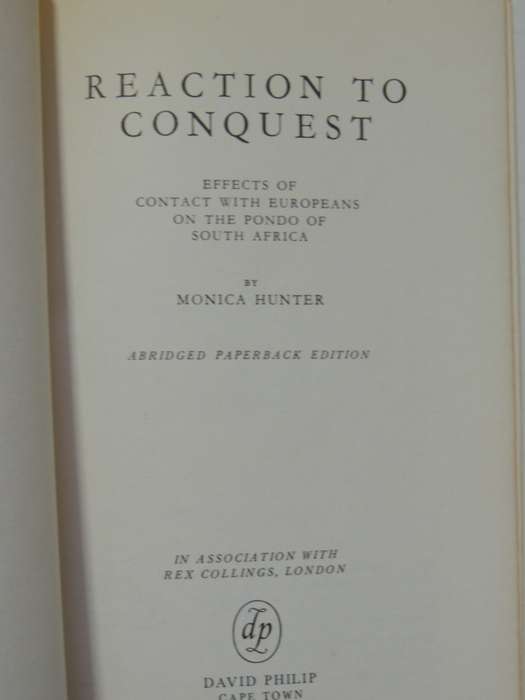 REACTION TO
CONQUEST
EFFECTS OF
CONTACT WITH EUROPEANS
ON THE PONDO OF
SOUTH AFRICA
BY
MONICA HUNTER
ABRIDGED PAPERBACK EDITION
IN ASSOCIATION WITH
REX COLLINGS, LONDON
dp
DAVID PHILIP
CAPE TOWN